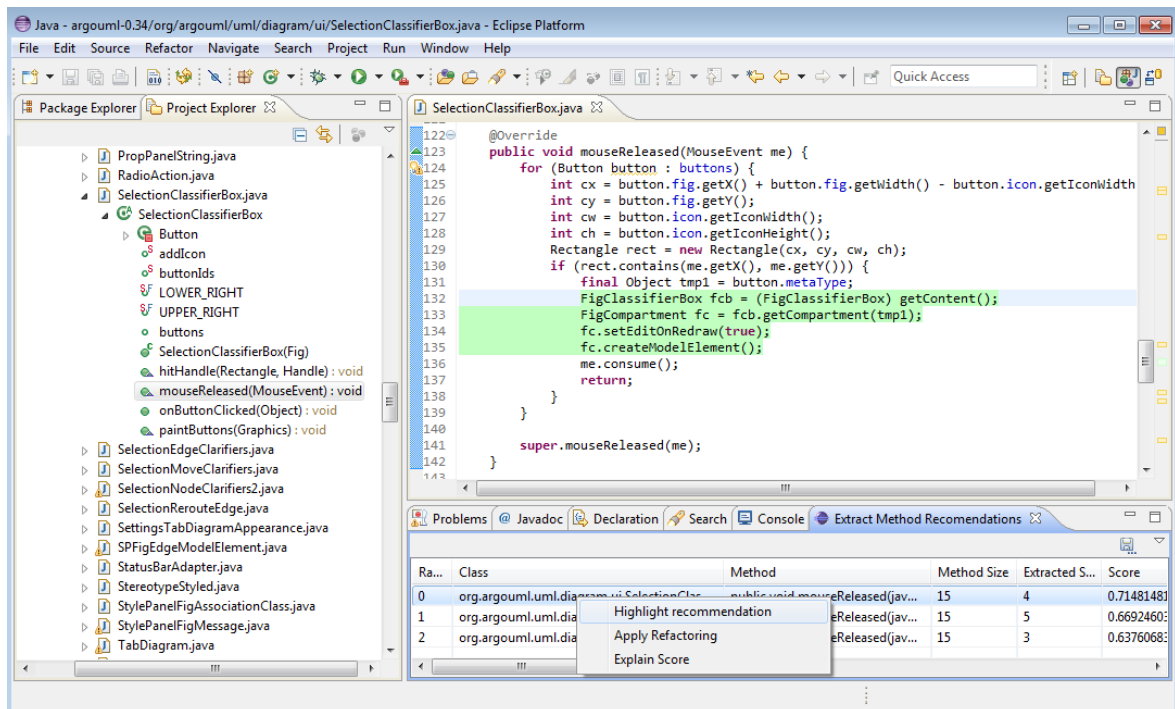 Java - argouml-0.34/org/argouml/uml/diagram/ui/SelectionClassifierBox.java - Eclipse Platform
File Edit Source Refactor Navigate Search Project Run Window Help
Quick Access
Package Explorer Project Explorer
PropPanelString.java
RadioAction.java
SelectionClassifierBox.java
SelectionClassifierBox
Button
addIcon
buttonIds
LOWER_RIGHT
UPPER_RIGHT
buttons
SelectionClassifierBox(Fig)
hitHandle(Rectangle, Handle) : void
mouseReleased(MouseEvent) : void
onButtonClicked(Object) : void
paintButtons(Graphics) : void
SelectionEdgeClarifiers.java
SelectionMoveClarifiers.java
SelectionNodeClarifiers2.java
SelectionRerouteEdge.java
SettingsTabDiagramAppearance.java
SPFigEdgeModelElement.java
StatusBarAdapter.java
StereotypeStyled.java
StylePanelFigAssociationClass.java
StylePanelFigMessage.java
TabDiagram.java
SelectionClassifierBox.java
122 @Override
123 public void mouseReleased(MouseEvent me) {
124 for (Button button : buttons) {
125 int cx = button.fig.getX() + button.fig.getWidth() - button.icon.getIconWidth
126 int cy = button.fig.getY();
127 int cw = button.icon.getIconWidth();
128 int ch = button.icon.getIconHeight();
129 Rectangle rect = new Rectangle(cx, cy, cw, ch);
130 if (rect.contains(me.getX(), me.getY())) {
131 final Object tmp1 = button.metaType;
132 FigClassifierBox fcb = (FigClassifierBox) getContent();
133 FigCompartment fc = fcb.getCompartment(tmp1);
134 fc.setEditOnRedraw(true);
135 fc.createModelElement();
136 me.consume();
137 return;
138 }
139 }
140
141 super.mouseReleased(me);
142 }
143
Problems @ Javadoc Declaration Search Console Extract Method Recomendations
Ra... Class Method Method Size Extracted S... Score
0 org.argouml.uml.diagram.ui.SelectionClas... public void mouseReleased(jav... 15 4 0.71481481
1 org.argouml.uml.dia eReleased(jav... 15 5 0.66924603
2 org.argouml.uml.dia eReleased(jav... 15 3 0.63760683
Highlight recommendation
Apply Refactoring
Explain Score